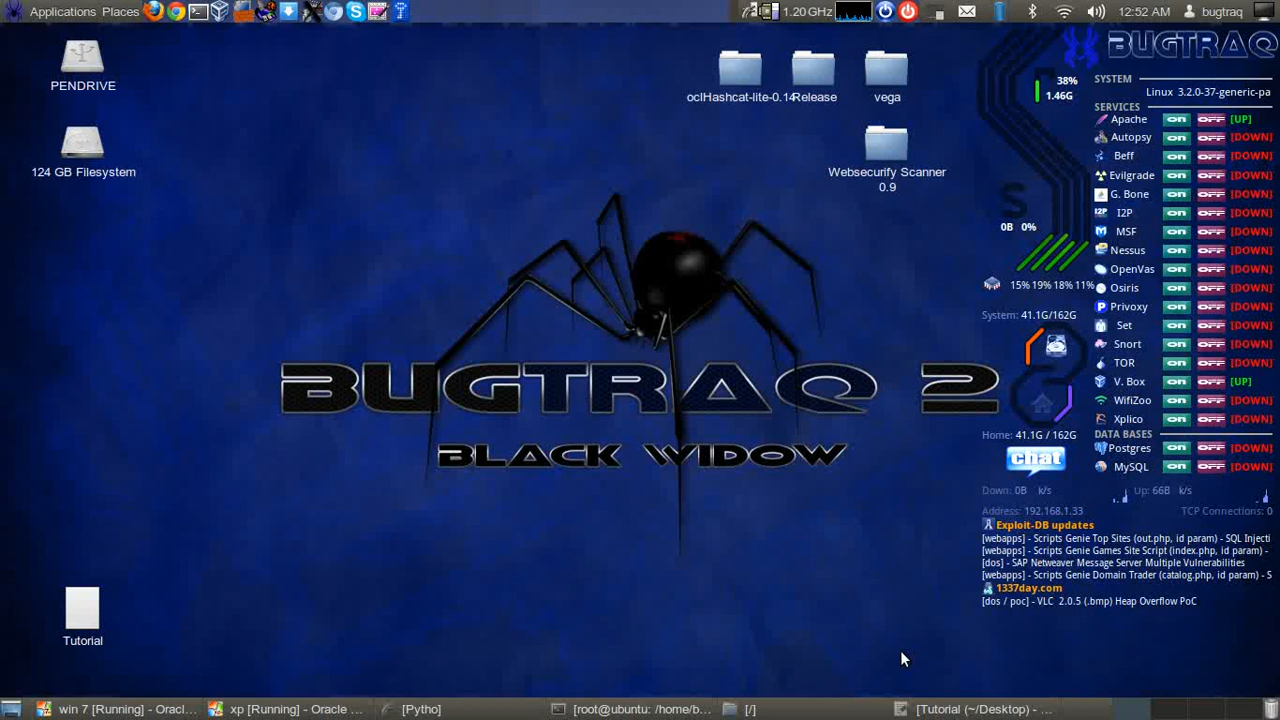 Applications Places
1.20 GHz
12:52 AM bugtraq
PENDRIVE
124 GB Filesystem
oclHashcat-lite-0.14 Release vega
Websecurify Scanner
0.9
BUGTRAQ 2
BLACK WIDOW
Tutorial
BUGTRAQ
38%
1.46G
S
0B 0%
15% 19% 18% 11%
System: 41.1G/162G
2
Home: 41.1G / 162G
chat
SYSTEM
Linux 3.2.0-37-generic-pa
SERVICES
Apache ON OFF [UP]
Autopsy ON OFF [DOWN]
Beff ON OFF [DOWN]
Evilgrade ON OFF [DOWN]
G. Bone ON OFF [DOWN]
I2P I2P ON OFF [DOWN]
MSF ON OFF [DOWN]
Nessus ON OFF [DOWN]
OpenVas ON OFF [DOWN]
Osiris ON OFF [DOWN]
Privoxy ON OFF [DOWN]
Set ON OFF [DOWN]
Snort ON OFF [DOWN]
TOR ON OFF [DOWN]
V. Box ON OFF [UP]
WifiZoo ON OFF [DOWN]
Xplico ON OFF [DOWN]
DATA BASES
Postgres ON OFF [DOWN]
MySQL ON OFF [DOWN]
Down: 0B k/s Up: 66B k/s
Address: 192.168.1.33 TCP Connections: 0
Exploit-DB updates
[webapps] - Scripts Genie Top Sites (out.php, id param) - SQL Injecti
[webapps] - Scripts Genie Games Site Script (index.php, id param) -
[dos] - SAP Netweaver Message Server Multiple Vulnerabilities
[webapps] - Scripts Genie Domain Trader (catalog.php, id param) - S
1337day.com
[dos / poc] - VLC 2.0.5 (.bmp) Heap Overflow PoC
win 7 [Running] - Oracl... xp [Running] - Oracle ... [Pytho] [root@ubuntu: /home/b... [/] [Tutorial (~/Desktop) - ...